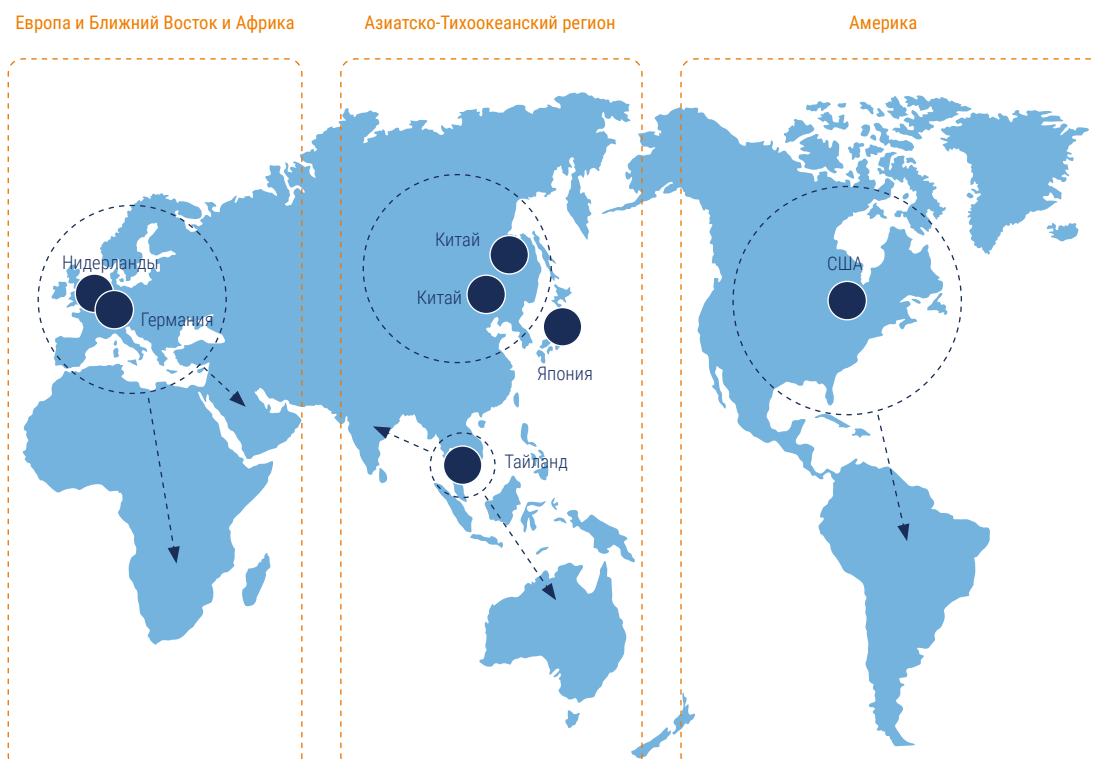 Европа и Ближний Восток и Африка
Азиатско-Тихоокеанский регион
Америка
Нидерланды
Германия
Китай
Китай
Япония
Тайланд
США